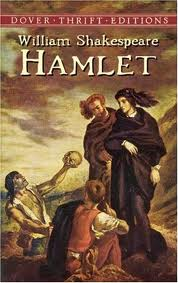 DOVER · THRIFT · EDITIONS
William Shakespeare
HAMLET